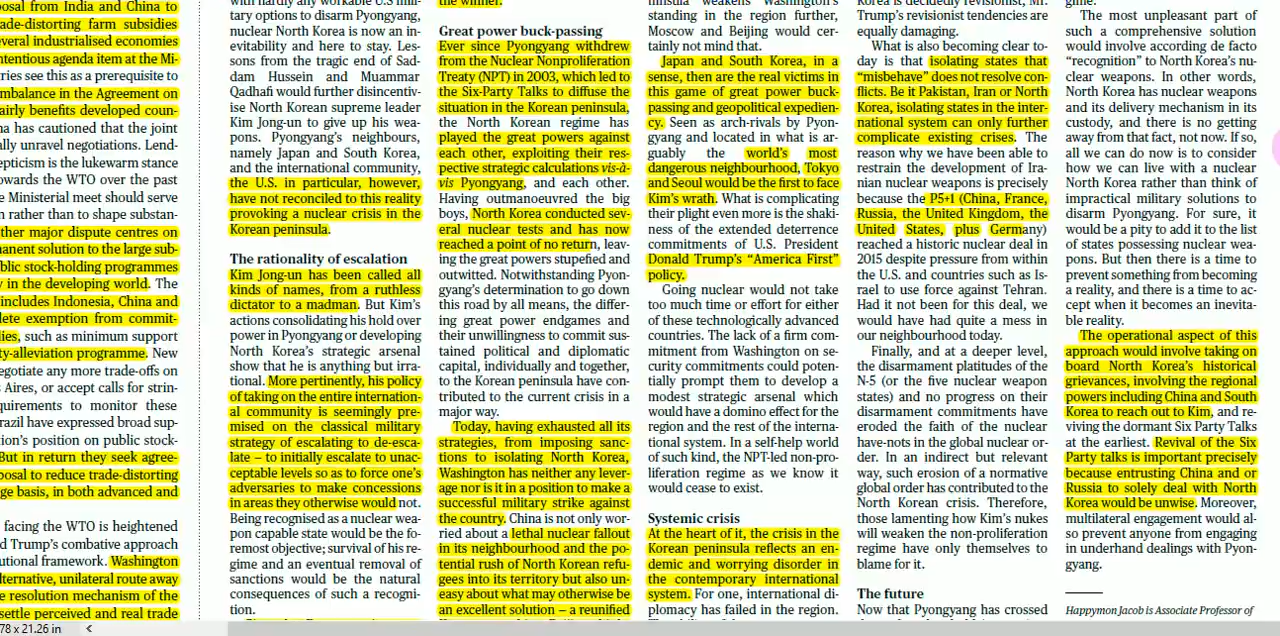 osal from India and China to
ade-distorting farm subsidies
everal industrialised economies
ntentious agenda item at the Mi-
ries see this as a prerequisite to
mbalance in the Agreement on
airly benefits developed coun-
na has cautioned that the joint
ally unravel negotiations. Lend-
epticism is the lukewarm stance
owards the WTO over the past
e Ministerial meet should serve
n rather than to shape substan-
ther major dispute centres on
nanent solution to the large sub-
blic stock-holding programmes
y in the developing world. The
includes Indonesia, China and
lete exemption from commit-
lies, such as minimum support
ty-alleviation programme. New
negotiate any more trade-offs on
Aires, or accept calls for strin-
quirements to monitor these
razil have expressed broad sup-
tion's position on public stock-
But in return they seek agree-
posal to reduce trade-distorting
ge basis, in both advanced and
facing the WTO is heightened
d Trump's combative approach
utional framework. Washington
lternative, unilateral route away
e resolution mechanism of the
settle perceived and real trade
with hardly any workable U.S mili-
tary options to disarm Pyongyang,
nuclear North Korea is now an in-
evitability and here to stay. Les-
sons from the tragic end of Sad-
dam Hussein and Muammar
Qadhafi would further disincentiv-
ise North Korean supreme leader
Kim Jong-un to give up his wea-
pons. Pyongyang's neighbours,
namely Japan and South Korea,
and the international community,
the U.S. in particular, however,
have not reconciled to this reality
provoking a nuclear crisis in the
Korean peninsula.
The rationality of escalation
Kim Jong-un has been called all
kinds of names, from a ruthless
dictator to a madman. But Kim's
actions consolidating his hold over
power in Pyongyang or developing
North Korea's strategic arsenal
show that he is anything but irra-
tional. More pertinently, his policy
of taking on the entire internation-
al community is seemingly pre-
mised on the classical military
strategy of escalating to de-esca-
late – to initially escalate to unac-
ceptable levels so as to force one's
adversaries to make concessions
in areas they otherwise would not.
Being recognised as a nuclear wea-
pon capable state would be the fo-
remost objective; survival of his re-
gime and an eventual removal of
sanctions would be the natural
consequences of such a recogni-
tion.
the winner.
Great power buck-passing
Ever since Pyongyang withdrew
from the Nuclear Nonproliferation
Treaty (NPT) in 2003, which led to
the Six-Party Talks to diffuse the
situation in the Korean peninsula,
the North Korean regime has
played the great powers against
each other, exploiting their res-
pective strategic calculations vis-à-
vis Pyongyang, and each other.
Having outmanoeuvred the big
boys, North Korea conducted sev-
eral nuclear tests and has now
reached a point of no return, leav-
ing the great powers stupefied and
outwitted. Notwithstanding Pyon-
gyang's determination to go down
this road by all means, the differ-
ing great power endgames and
their unwillingness to commit sus-
tained political and diplomatic
capital, individually and together,
to the Korean peninsula have con-
tributed to the current crisis in a
major way.
Today, having exhausted all its
strategies, from imposing sanc-
tions to isolating North Korea,
Washington has neither any lever-
age nor is it in a position to make a
successful military strike against
the country. China is not only wor-
ried about a lethal nuclear fallout
in its neighbourhood and the po-
tential rush of North Korean refu-
gees into its territory but also un-
easy about what may otherwise be
an excellent solution – a reunified
minsula weakens Washington's
standing in the region further,
Moscow and Beijing would cer-
tainly not mind that.
Japan and South Korea, in a
sense, then are the real victims in
this game of great power buck-
passing and geopolitical expedien-
cy. Seen as arch-rivals by Pyon-
gyang and located in what is ar-
guably the world's most
dangerous neighbourhood, Tokyo
and Seoul would be the first to face
Kim's wrath. What is complicating
their plight even more is the shaki-
ness of the extended deterrence
commitments of U.S. President
Donald Trump's “America First”
policy.
Going nuclear would not take
too much time or effort for either
of these technologically advanced
countries. The lack of a firm com-
mitment from Washington on se-
curity commitments could poten-
tially prompt them to develop a
modest strategic arsenal which
would have a domino effect for the
region and the rest of the interna-
tional system. In a self-help world
of such kind, the NPT-led non-pro-
liferation regime as we know it
would cease to exist.
Systemic crisis
At the heart of it, the crisis in the
Korean peninsula reflects an en-
demic and worrying disorder in
the contemporary international
system. For one, international di-
plomacy has failed in the region.
Korea is decidedly revisionist, Mr.
Trump's revisionist tendencies are
equally damaging.
What is also becoming clear to-
day is that isolating states that
“misbehave” does not resolve con-
flicts. Be it Pakistan, Iran or North
Korea, isolating states in the inter-
national system can only further
complicate existing crises. The
reason why we have been able to
restrain the development of Ira-
nian nuclear weapons is precisely
because the P5+1 (China, France,
Russia, the United Kingdom, the
United States, plus Germany)
reached a historic nuclear deal in
2015 despite pressure from within
the U.S. and countries such as Is-
rael to use force against Tehran.
Had it not been for this deal, we
would have had quite a mess in
our neighbourhood today.
Finally, and at a deeper level,
the disarmament platitudes of the
N-5 (or the five nuclear weapon
states) and no progress on their
disarmament commitments have
eroded the faith of the nuclear
have-nots in the global nuclear or-
der. In an indirect but relevant
way, such erosion of a normative
global order has contributed to the
North Korean crisis. Therefore,
those lamenting how Kim's nukes
will weaken the non-proliferation
regime have only themselves to
blame for it.
The future
Now that Pyongyang has crossed
gime.
The most unpleasant part of
such a comprehensive solution
would involve according de facto
“recognition” to North Korea's nu-
clear weapons. In other words,
North Korea has nuclear weapons
and its delivery mechanism in its
custody, and there is no getting
away from that fact, not now. If so,
all we can do now is to consider
how we can live with a nuclear
North Korea rather than think of
impractical military solutions to
disarm Pyongyang. For sure, it
would be a pity to add it to the list
of states possessing nuclear wea-
pons. But then there is a time to
prevent something from becoming
a reality, and there is a time to ac-
cept when it becomes an inevita-
ble reality.
The operational aspect of this
approach would involve taking on
board North Korea's historical
grievances, involving the regional
powers including China and South
Korea to reach out to Kim, and re-
viving the dormant Six Party Talks
at the earliest. Revival of the Six
Party talks is important precisely
because entrusting China and or
Russia to solely deal with North
Korea would be unwise. Moreover,
multilateral engagement would al-
so prevent anyone from engaging
in underhand dealings with Pyon-
gyang.
Happymon Jacob is Associate Professor of
78 x 21.26 in